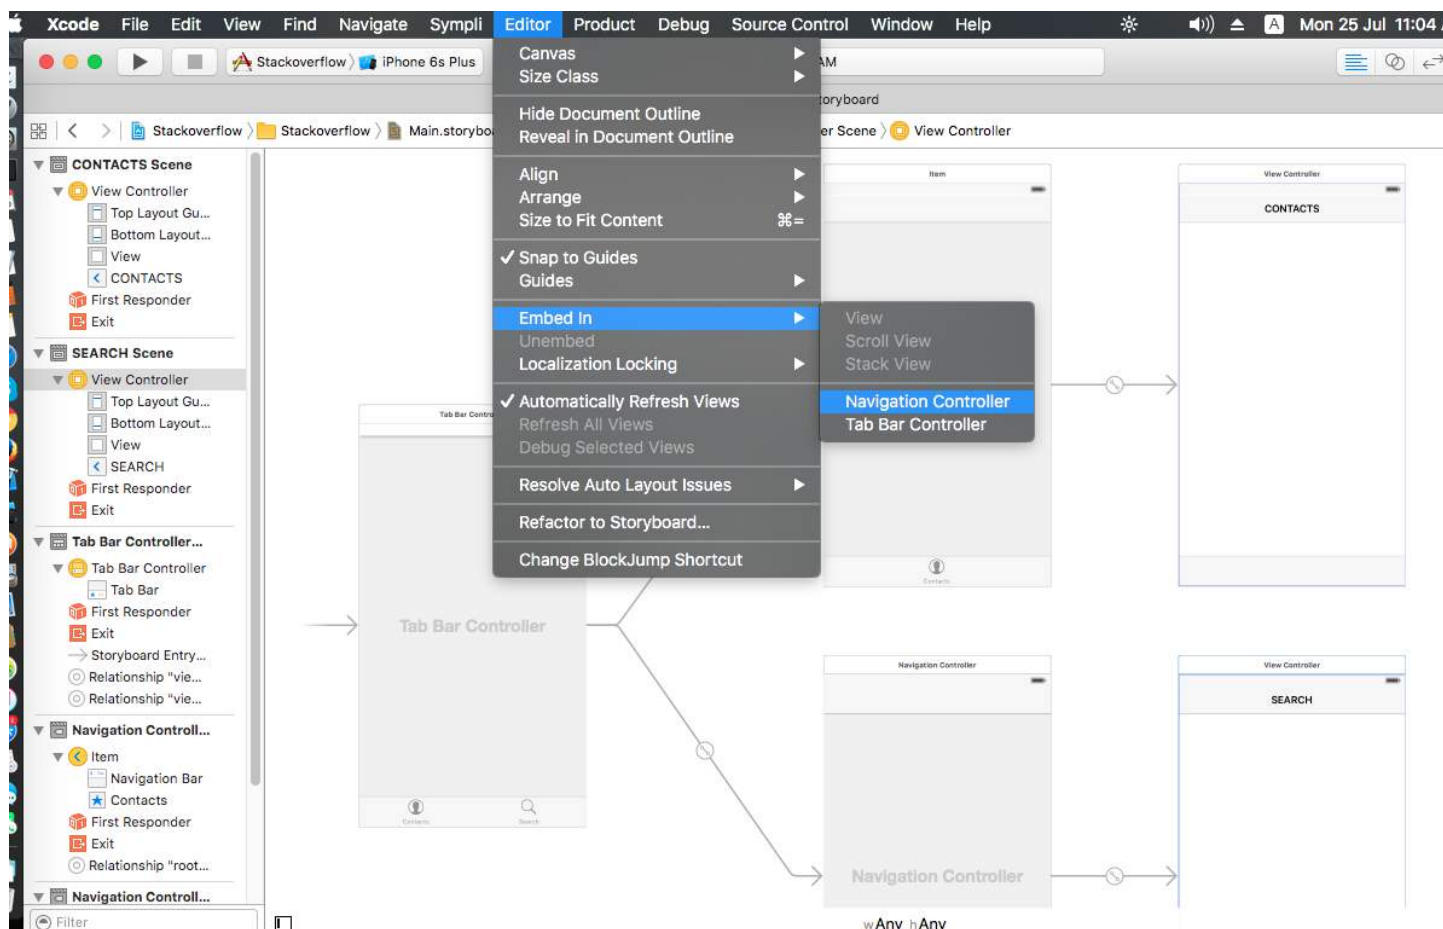 Xcode File Edit View Find Navigate Sympli Editor Product Debug Source Control Window Help A Mon 25 Jul 11:04
Stackoverflow iPhone 6s Plus AM
toryboard
Stackoverflow Stackoverflow Main.storybo er Scene View Controller
CONTACTS Scene
View Controller
Top Layout Gu...
Bottom Layout...
View
CONTACTS
First Responder
Exit
SEARCH Scene
View Controller
Top Layout Gu...
Bottom Layout...
View
SEARCH
First Responder
Exit
Tab Bar Controller...
Tab Bar Controller
Tab Bar
First Responder
Exit
Storyboard Entry...
Relationship "vie...
Relationship "vie...
Navigation Controll...
Item
Navigation Bar
Contacts
First Responder
Exit
Relationship "root...
Navigation Controll...
Filter
Canvas
Size Class
Hide Document Outline
Reveal in Document Outline
Align
Arrange
Size to Fit Content ⌘=
✓ Snap to Guides
Guides
Embed In
Unembed
Localization Locking
✓ Automatically Refresh Views
Refresh All Views
Debug Selected Views
Resolve Auto Layout Issues
Refactor to Storyboard...
Change BlockJump Shortcut
View
Scroll View
Stack View
Navigation Controller
Tab Bar Controller
Tab Bar Contro
Tab Bar Controller
Contacts
Search
Item
Contacts
View Controller
CONTACTS
Navigation Controller
Navigation Controller
View Controller
SEARCH
wAny hAny